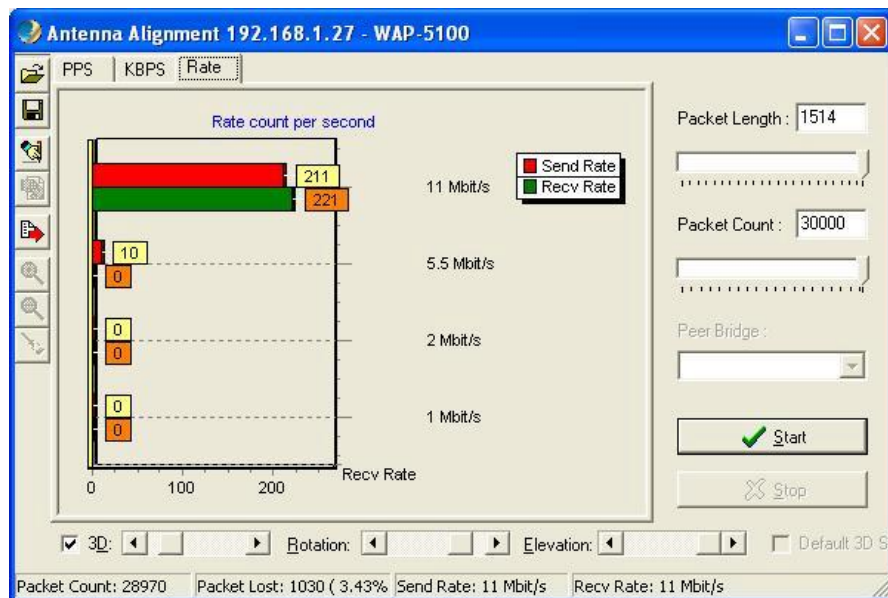 Antenna Alignment 192.168.1.27 - WAP-5100
PPS KBPS Rate
Rate count per second
211
221
11 Mbit/s
Send Rate
Recv Rate
10
0
5.5 Mbit/s
0
0
2 Mbit/s
0
0
1 Mbit/s
0 100 200
Recv Rate
Packet Length : 1514
Packet Count : 30000
Peer Bridge :
Start
Stop
3D: Rotation: Elevation: Default 3D S
Packet Count: 28970 Packet Lost: 1030 ( 3.43% Send Rate: 11 Mbit/s Recv Rate: 11 Mbit/s